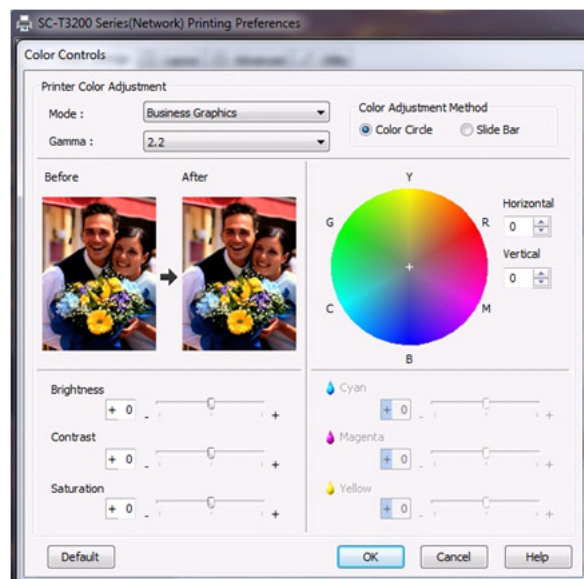 SC-T3200 Series(Network) Printing Preferences
Color Controls
Printer Color Adjustment
Mode : Business Graphics
Gamma : 2.2
Color Adjustment Method
Color Circle Slide Bar
Before After
Y
G R
C M
B
Horizontal
0
Vertical
0
Brightness
+ 0 - +
Contrast
+ 0 - +
Saturation
+ 0 - +
Cyan
+ 0 - +
Magenta
+ 0 - +
Yellow
+ 0 - +
Default OK Cancel Help